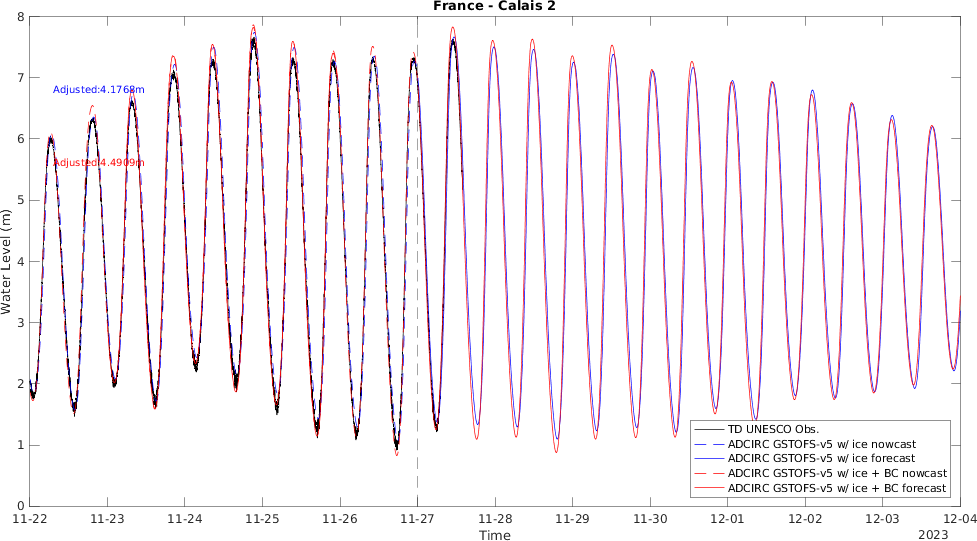 France - Calais 2
8
7
6
5
4
3
2
1
0
Water Level (m)
Adjusted:4.1768m
Adjusted:4.4909m
TD UNESCO Obs.
ADCIRC GSTOFS-v5 w/ ice nowcast
ADCIRC GSTOFS-v5 w/ ice forecast
ADCIRC GSTOFS-v5 w/ ice + BC nowcast
ADCIRC GSTOFS-v5 w/ ice + BC forecast
11-22 11-23 11-24 11-25 11-26 11-27 11-28 11-29 11-30 12-01 12-02 12-03 12-04
Time
2023